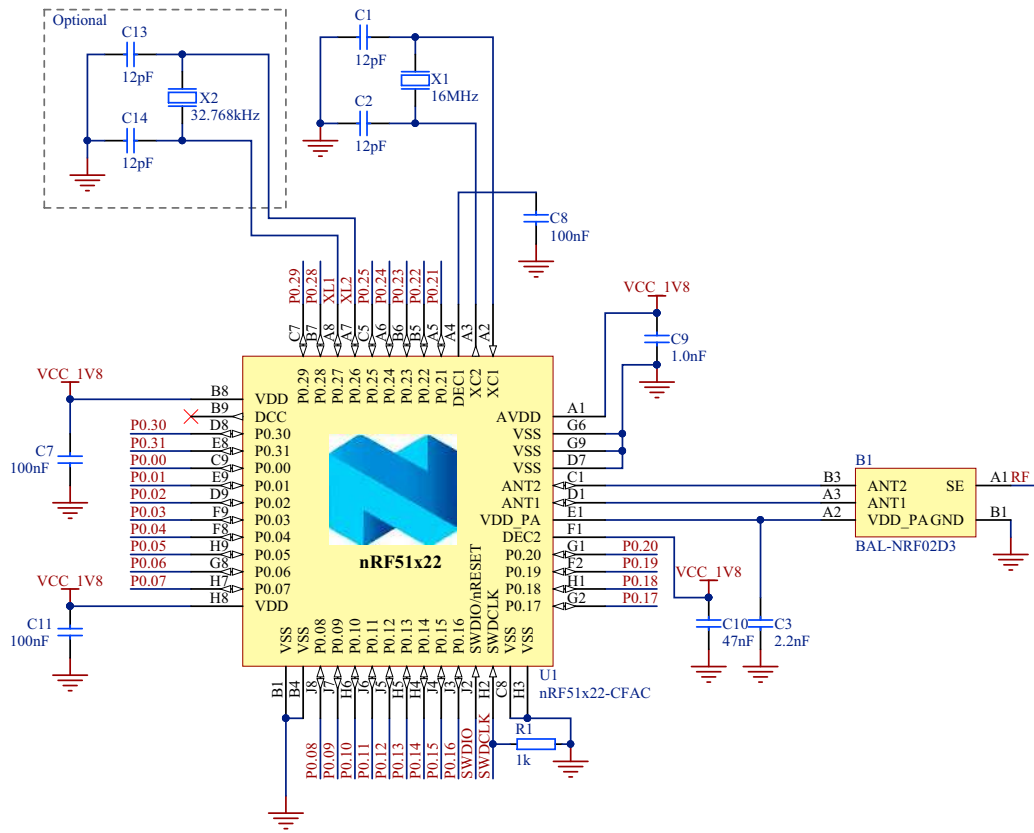 Optional
C13
12pF
X2
32.768kHz
C14
12pF
C1
12pF
X1
16MHz
C2
12pF
C8
100nF
P0.29
P0.28
XL1
XL2
P0.25
P0.24
P0.23
P0.22
P0.21
C7
B7
A8
A7
C5
A6
B6
B5
A5
A4
A3
A2
P0.29
P0.28
P0.27
P0.26
P0.25
P0.24
P0.23
P0.22
P0.21
DEC1
XC2
XC1
VCC_1V8
C9
1.0nF
VCC_1V8
C7
100nF
B8 VDD
B9 DCC
P0.30 D8 P0.30
P0.31 E8 P0.31
P0.00 C9 P0.00
P0.01 E9 P0.01
P0.02 D9 P0.02
P0.03 F9 P0.03
P0.04 F8 P0.04
P0.05 H9 P0.05
P0.06 G8 P0.06
P0.07 H7 P0.07
H8 VDD
VCC_1V8
C11
100nF
nRF51x22
AVDD A1
VSS G6
VSS G9
VSS D7
ANT2 C1
ANT1 D1
VDD_PA E1
DEC2 F1
P0.20 G1 P0.20
P0.19 F2 P0.19
P0.18 H1 P0.18
P0.17 G2 P0.17
B1
B3 ANT2 SE A1 RF
A3 ANT1
A2 VDD_PA GND B1
BAL-NRF02D3
VCC_1V8
C10
47nF
C3
2.2nF
VSS
VSS
P0.08
P0.09
P0.10
P0.11
P0.12
P0.13
P0.14
P0.15
P0.16
SWDIO/nRESET
SWDCLK
VSS
VSS
U1
nRF51x22-CFAC
B1
B4
J8
J7
H6
J6
J5
H5
H4
J4
J3
J2
H2
C8
H3
P0.08
P0.09
P0.10
P0.11
P0.12
P0.13
P0.14
P0.15
P0.16
SWDIO
SWDCLK
R1
1k